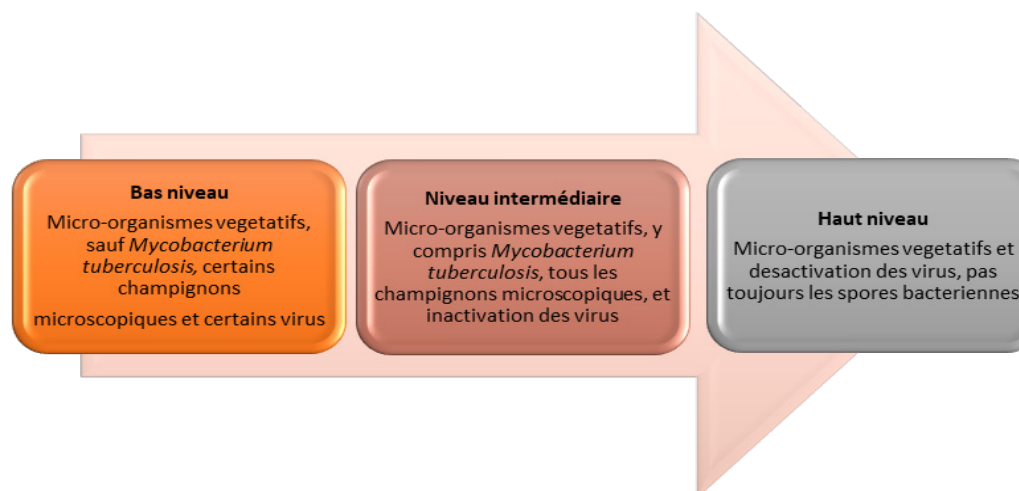 Bas niveau
Micro-organismes vegetatifs,
sauf Mycobacterium
tuberculosis, certains
champignons
microscopiques et certains virus
Niveau intermédiaire
Micro-organismes vegetatifs, y
compris Mycobacterium
tuberculosis, tous les
champignons microscopiques, et
inactivation des virus
Haut niveau
Micro-organismes vegetatifs et
desactivation des virus, pas
toujours les spores bacteriennes